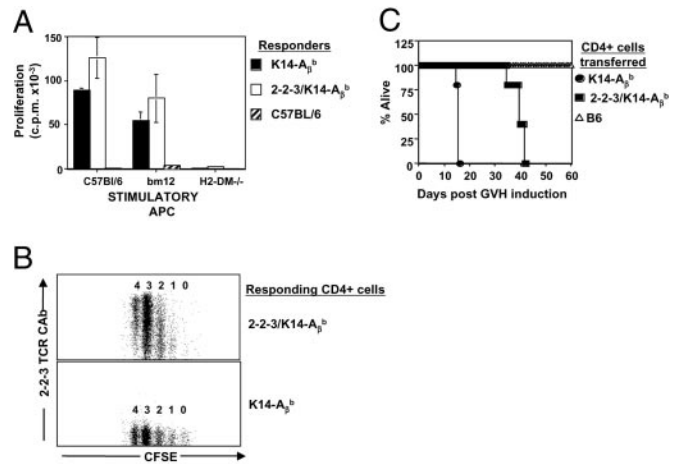 A
Proliferation
(c.p.m. x10⁻³)
150
100
50
0
C57Bl/6
bm12
H2-DM-/-
STIMULATORY
APC
Responders
K14-Aβᵇ
2-2-3/K14-Aβᵇ
C57BL/6
C
% Alive
125
100
75
50
25
0
0 10 20 30 40 50 60
Days post GVH induction
CD4+ cells
transferred
K14-Aβᵇ
2-2-3/K14-Aβᵇ
B6
B
2-2-3 TCR CAb
4 3 2 1 0
4 3 2 1 0
CFSE
Responding CD4+ cells
2-2-3/K14-Aβᵇ
K14-Aβᵇ